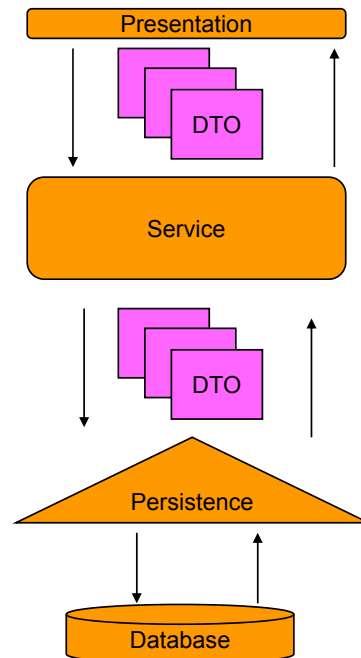 Presentation
DTO
Service
DTO
Persistence
Database